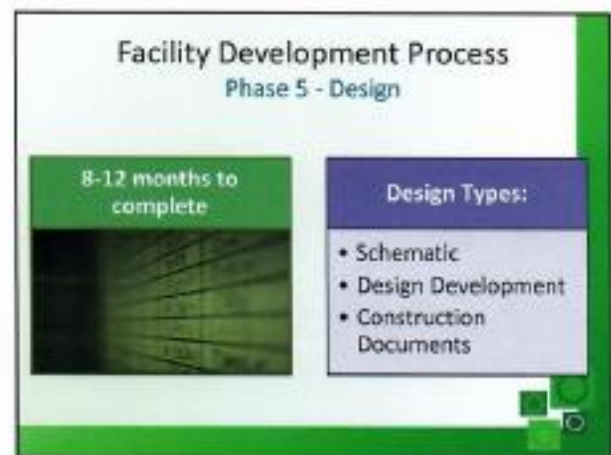 Facility Development Process
Phase 5 - Design
8-12 months to
complete
Design Types:
• Schematic
• Design Development
• Construction
Documents